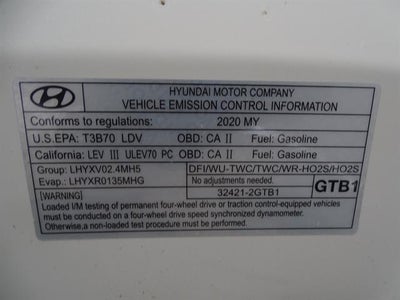 HYUNDAI MOTOR COMPANY
VEHICLE EMISSION CONTROL INFORMATION
Conforms to regulations: 2020 MY
U.S.EPA: T3B70 LDV OBD: CA II Fuel: Gasoline
California: LEV III ULEV70 PC OBD: CA II Fuel: Gasoline
Group: LHYXV02.4MH5 DFI/WU-TWC/TWC/WR-HO2S/HO2S
Evap.: LHYXR0135MHG No adjustments needed. GTB1
[WARNING] 32421-2GTB1
Loaded I/M testing of permanent four-wheel drive or traction control-equipped vehicles
must be conducted on a four-wheel drive speed synchronized dynamometer.
Otherwise,a non-loaded test procedure must be performed.